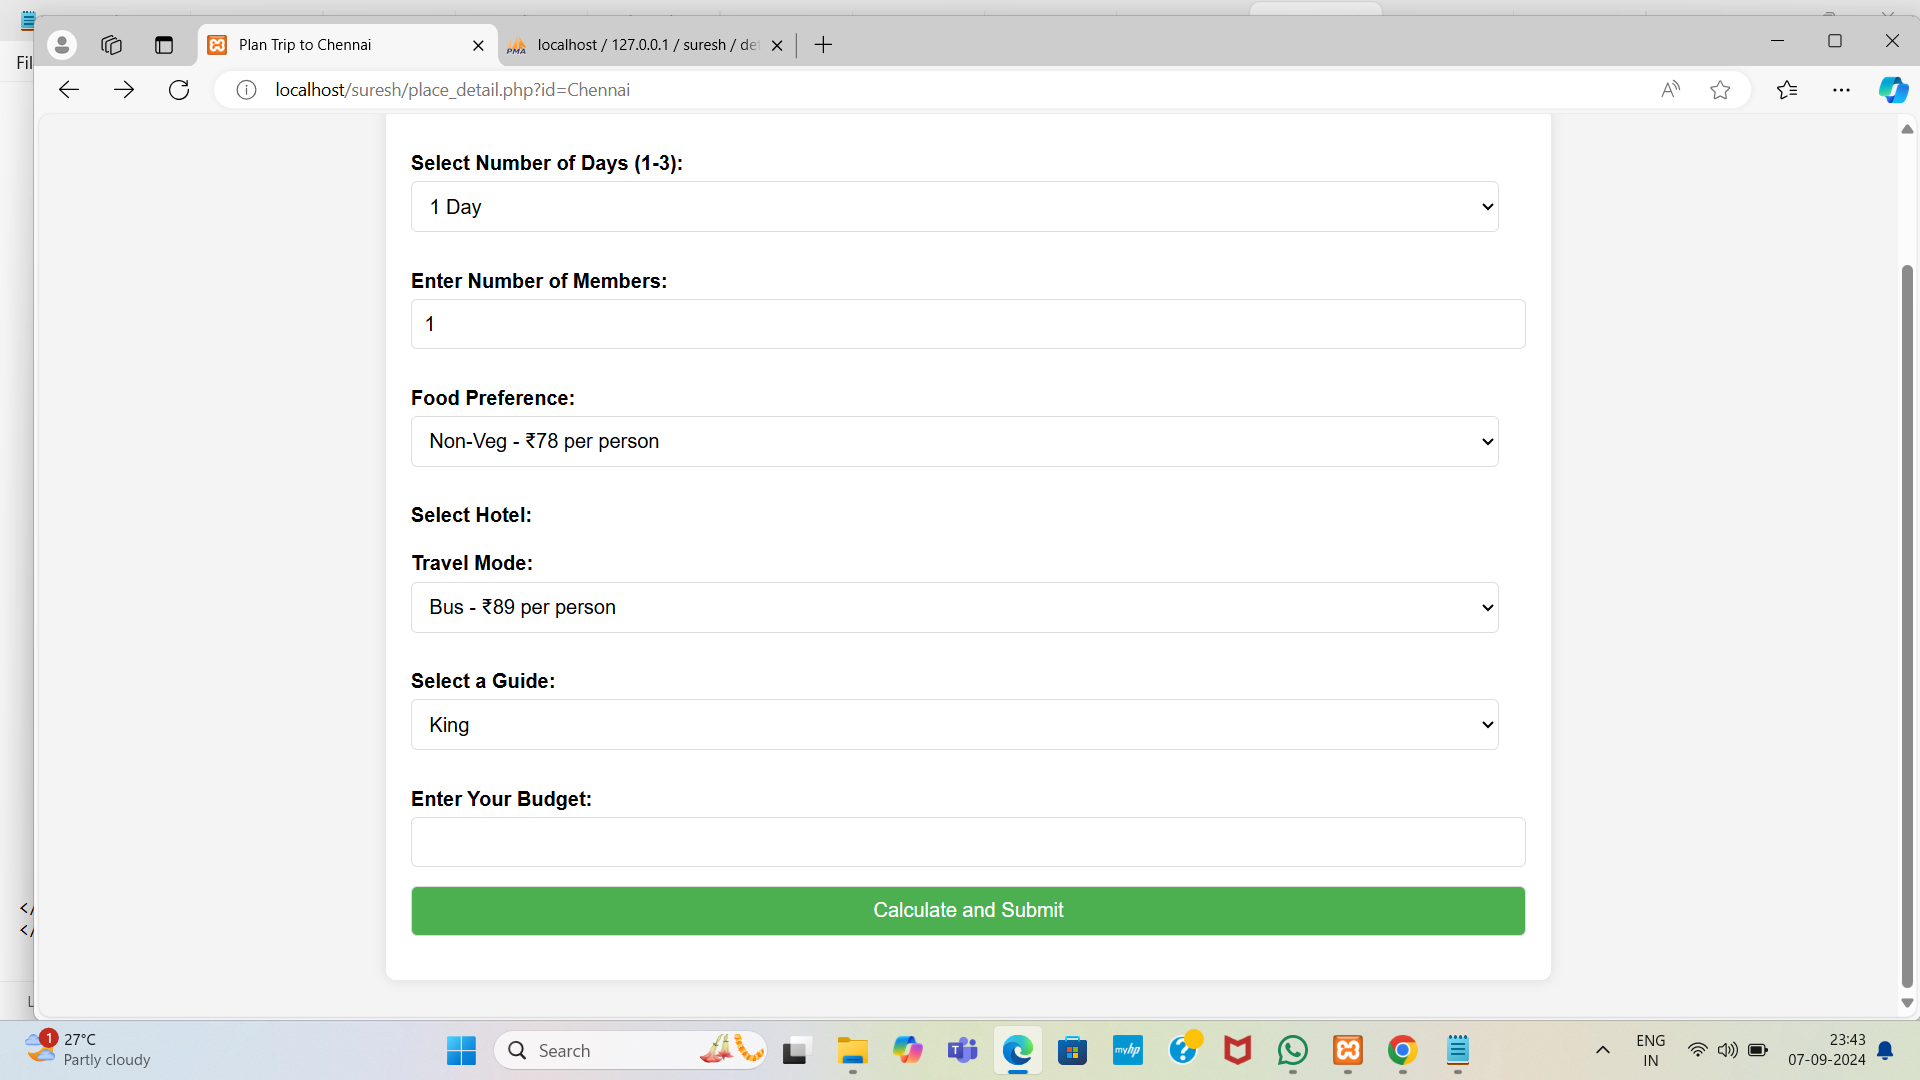 Plan Trip to Chennai
localhost / 127.0.0.1 / suresh / de
Fil
localhost/suresh/place_detail.php?id=Chennai
Select Number of Days (1-3):
1 Day
Enter Number of Members:
1
Food Preference:
Non-Veg - ₹78 per person
Select Hotel:
Travel Mode:
Bus - ₹89 per person
Select a Guide:
King
Enter Your Budget:
</
</
Calculate and Submit
L
1
27°C
Partly cloudy
Search
myhp
ENG
IN
23:43
07-09-2024